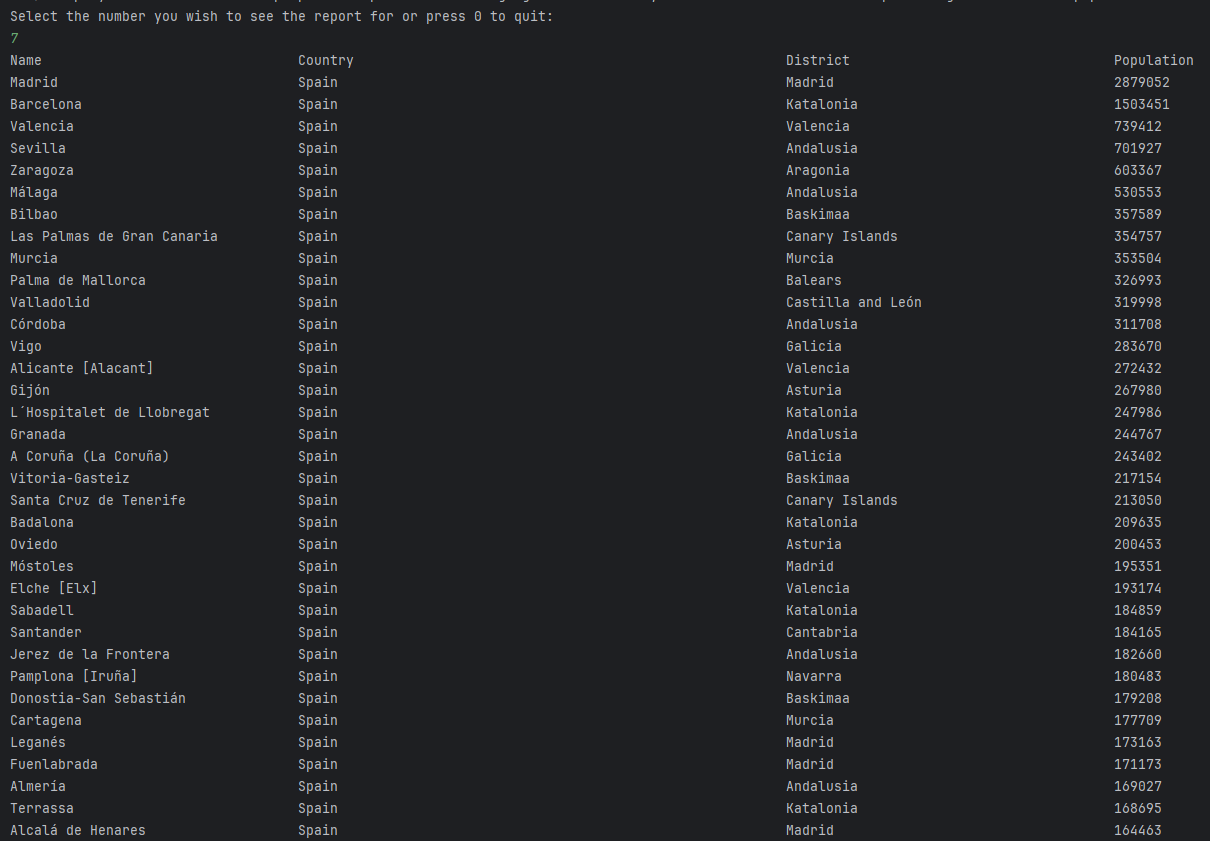 Select the number you wish to see the report for or press 0 to quit:
7
Name Country District Population
Madrid Spain Madrid 2879052
Barcelona Spain Katalonia 1503451
Valencia Spain Valencia 739412
Sevilla Spain Andalusia 701927
Zaragoza Spain Aragonia 603367
Málaga Spain Andalusia 530553
Bilbao Spain Baskimaa 357589
Las Palmas de Gran Canaria Spain Canary Islands 354757
Murcia Spain Murcia 353504
Palma de Mallorca Spain Balears 326993
Valladolid Spain Castilla and León 319998
Córdoba Spain Andalusia 311708
Vigo Spain Galicia 283670
Alicante [Alacant] Spain Valencia 272432
Gijón Spain Asturia 267980
L´Hospitalet de Llobregat Spain Katalonia 247986
Granada Spain Andalusia 244767
A Coruña (La Coruña) Spain Galicia 243402
Vitoria-Gasteiz Spain Baskimaa 217154
Santa Cruz de Tenerife Spain Canary Islands 213050
Badalona Spain Katalonia 209635
Oviedo Spain Asturia 200453
Móstoles Spain Madrid 195351
Elche [Elx] Spain Valencia 193174
Sabadell Spain Katalonia 184859
Santander Spain Cantabria 184165
Jerez de la Frontera Spain Andalusia 182660
Pamplona [Iruña] Spain Navarra 180483
Donostia-San Sebastián Spain Baskimaa 179208
Cartagena Spain Murcia 177709
Leganés Spain Madrid 173163
Fuenlabrada Spain Madrid 171173
Almería Spain Andalusia 169027
Terrassa Spain Katalonia 168695
Alcalá de Henares Spain Madrid 164463